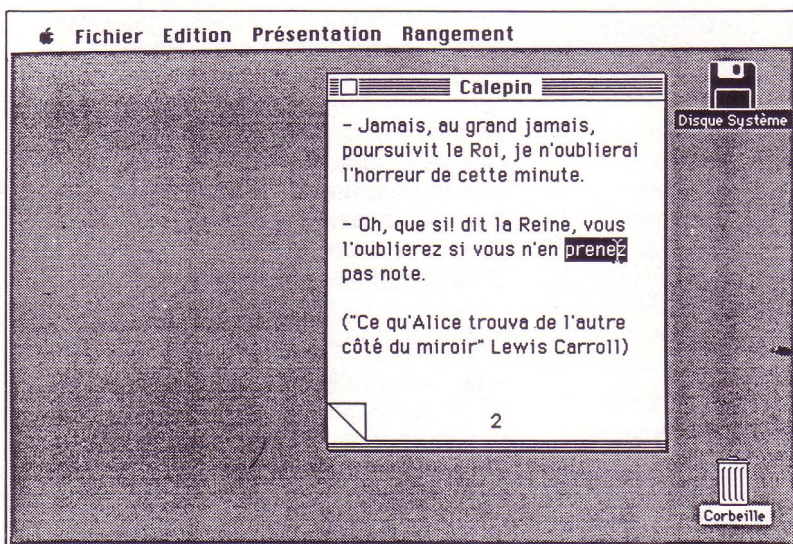 Fichier Edition Présentation Rangement
Calepin
Disque Système
- Jamais, au grand jamais,
poursuivit le Roi, je n'oublierai
l'horreur de cette minute.
- Oh, que si! dit la Reine, vous
l'oublierez si vous n'en prenez
pas note.
("Ce qu'Alice trouva de l'autre
côté du miroir" Lewis Carroll)
2
Corbeille